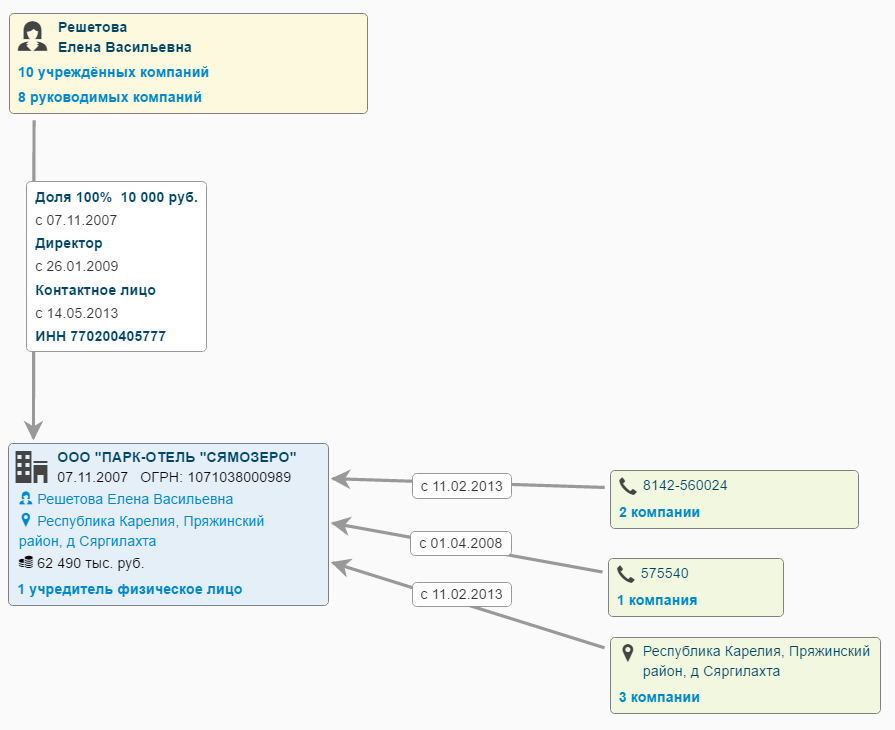 Решетова
Елена Васильевна
10 учреждённых компаний
8 руководимых компаний
Доля 100% 10 000 руб.
с 07.11.2007
Директор
с 26.01.2009
Контактное лицо
с 14.05.2013
ИНН 770200405777
ООО "ПАРК-ОТЕЛЬ "СЯМОЗЕРО"
07.11.2007 ОГРН: 1071038000989
Решетова Елена Васильевна
Республика Карелия, Пряжинский
район, д Сяргилахта
62 490 тыс. руб.
1 учредитель физическое лицо
с 11.02.2013
8142-560024
2 компании
с 01.04.2008
575540
1 компания
с 11.02.2013
Республика Карелия, Пряжинский
район, д Сяргилахта
3 компании